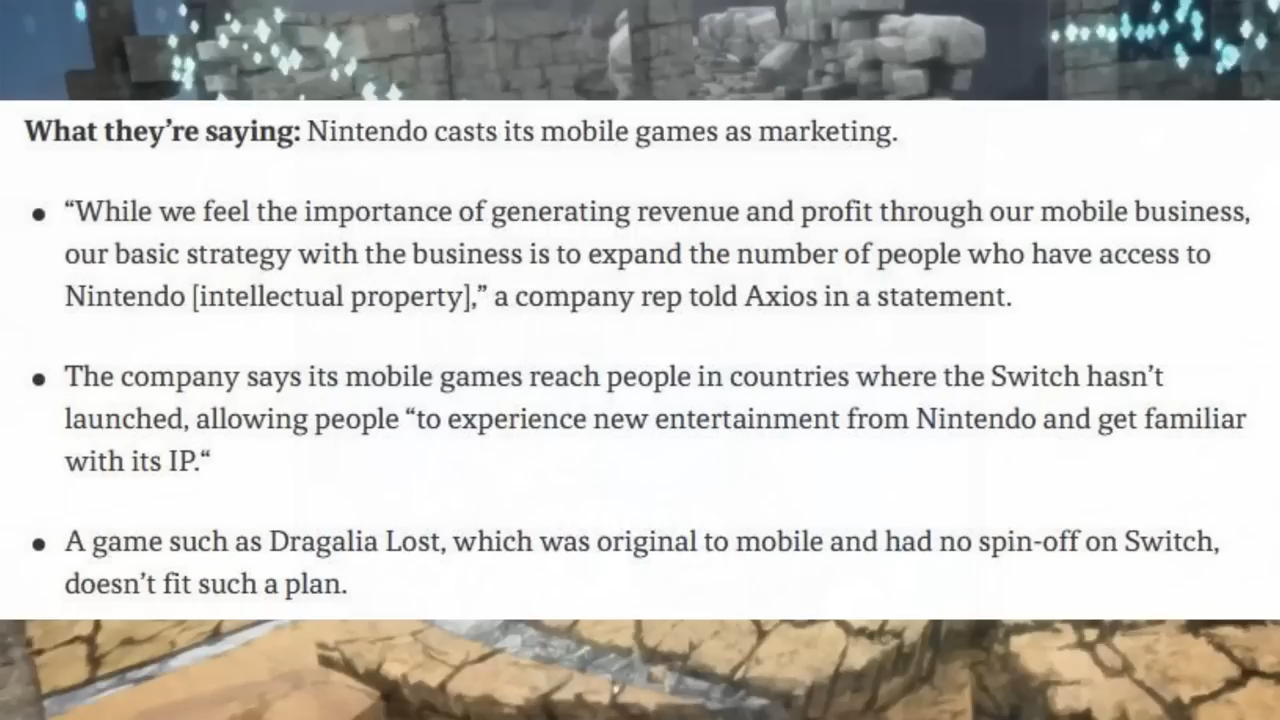 What they’re saying: Nintendo casts its mobile games as marketing.
● “While we feel the importance of generating revenue and profit through our mobile business,
our basic strategy with the business is to expand the number of people who have access to
Nintendo [intellectual property],” a company rep told Axios in a statement.
● The company says its mobile games reach people in countries where the Switch hasn’t
launched, allowing people “to experience new entertainment from Nintendo and get familiar
with its IP.“
● A game such as Dragalia Lost, which was original to mobile and had no spin-off on Switch,
doesn’t fit such a plan.